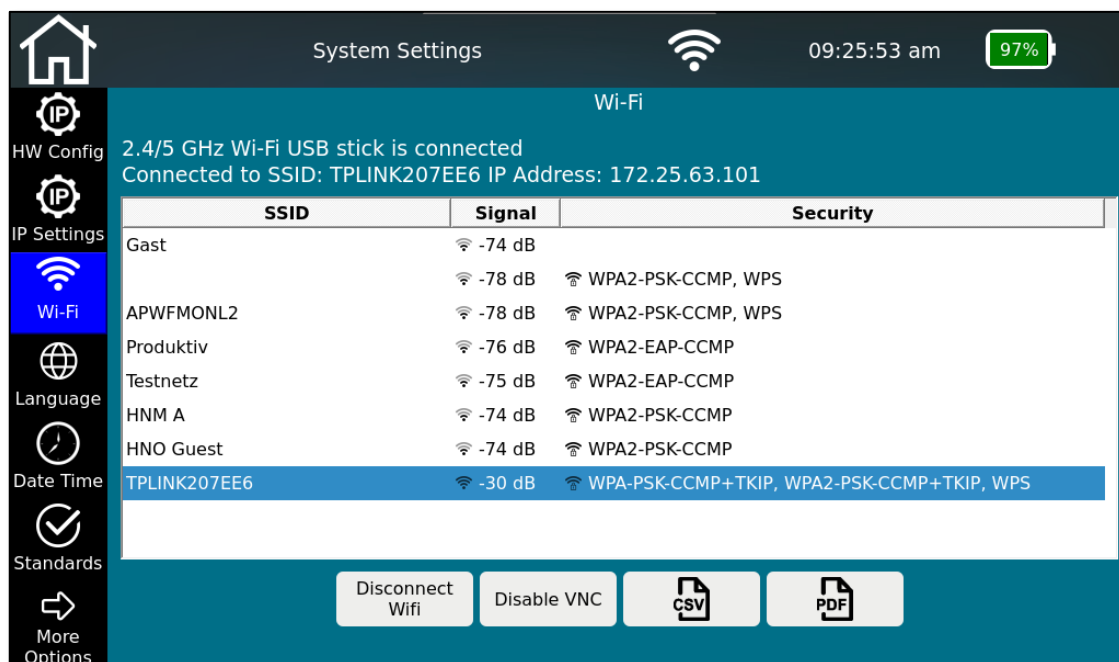 System Settings
09:25:53 am
97%
IP
HW Config
IP
IP Settings
Wi-Fi
Language
Date Time
Standards
More
Options
Wi-Fi
2.4/5 GHz Wi-Fi USB stick is connected
Connected to SSID: TPLINK207EE6 IP Address: 172.25.63.101
SSID Signal Security
Gast -74 dB
-78 dB WPA2-PSK-CCMP, WPS
APWFMONL2 -78 dB WPA2-PSK-CCMP, WPS
Produktiv -76 dB WPA2-EAP-CCMP
Testnetz -75 dB WPA2-EAP-CCMP
HNM A -74 dB WPA2-PSK-CCMP
HNO Guest -74 dB WPA2-PSK-CCMP
TPLINK207EE6 -30 dB WPA-PSK-CCMP+TKIP, WPA2-PSK-CCMP+TKIP, WPS
Disconnect
Wifi
Disable VNC
CSV
PDF